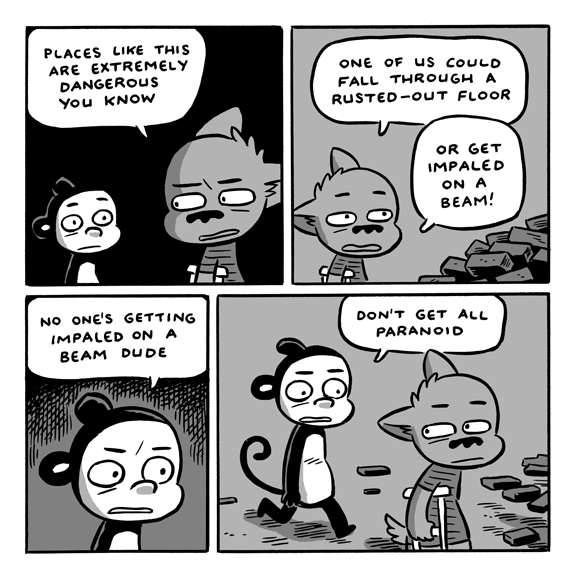 PLACES LIKE THIS
ARE EXTREMELY
DANGEROUS
YOU KNOW
ONE OF US COULD
FALL THROUGH A
RUSTED-OUT FLOOR
OR GET
IMPALED
ON A
BEAM!
NO ONE'S GETTING
IMPALED ON A
BEAM DUDE
DON'T GET ALL
PARANOID